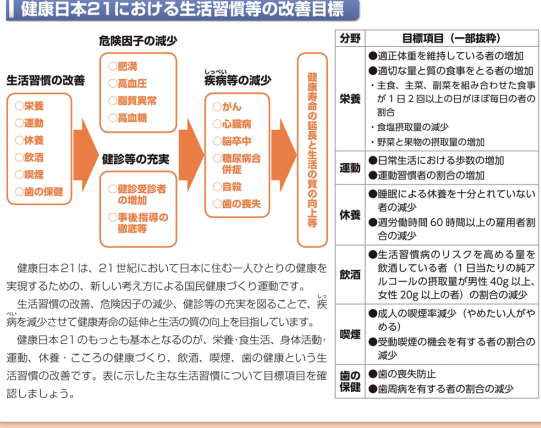 健康日本21における生活習慣等の改善目標
生活習慣の改善
○栄養
○運動
○休養
○飲酒
○喫煙
○歯の保健
危険因子の減少
○肥満
○高血圧
○脂質異常
○高血糖
健診等の充実
○健診受診者
の増加
○事後指導の
徹底等
しっぺい
疾病等の減少
○がん
○心臓病
○脳卒中
○糖尿病合
併症
○自殺
○歯の喪失
健康寿命の延長と生活の質の向上等
健康日本21は、21世紀において日本に住む一人ひとりの健康を
実現するための、新しい考え方による国民健康づくり運動です。
生活習慣の改善、危険因子の減少、健診等の充実を図ることで、疾
しっ
病を減少させて健康寿命の延伸と生活の質の向上を目指しています。
ぺい
健康日本21のもっとも基本となるのが、栄養・食生活、身体活動・
運動、休養・こころの健康づくり、飲酒、喫煙、歯の健康という生
活習慣の改善です。表に示した主な生活習慣について目標項目を確
認しましょう。
分野 目標項目（一部抜粋）
栄養
●適正体重を維持している者の増加
●適切な量と質の食事をとる者の増加
・主食、主菜、副菜を組み合わせた食事
が1日2回以上の日がほぼ毎日の者の
割合
・食塩摂取量の減少
・野菜と果物の摂取量の増加
運動
●日常生活における歩数の増加
●運動習慣者の割合の増加
休養
●睡眠による休養を十分とれていない
者の減少
●週労働時間60時間以上の雇用者割
合の減少
飲酒
●生活習慣病のリスクを高める量を
飲酒している者（1日当たりの純ア
ルコールの摂取量が男性40g以上、
女性20g以上の者）の割合の減少
喫煙
●成人の喫煙率減少（やめたい人がや
める）
●受動喫煙の機会を有する者の割合の
減少
歯の
保健
●歯の喪失防止
●歯周病を有する者の割合の減少